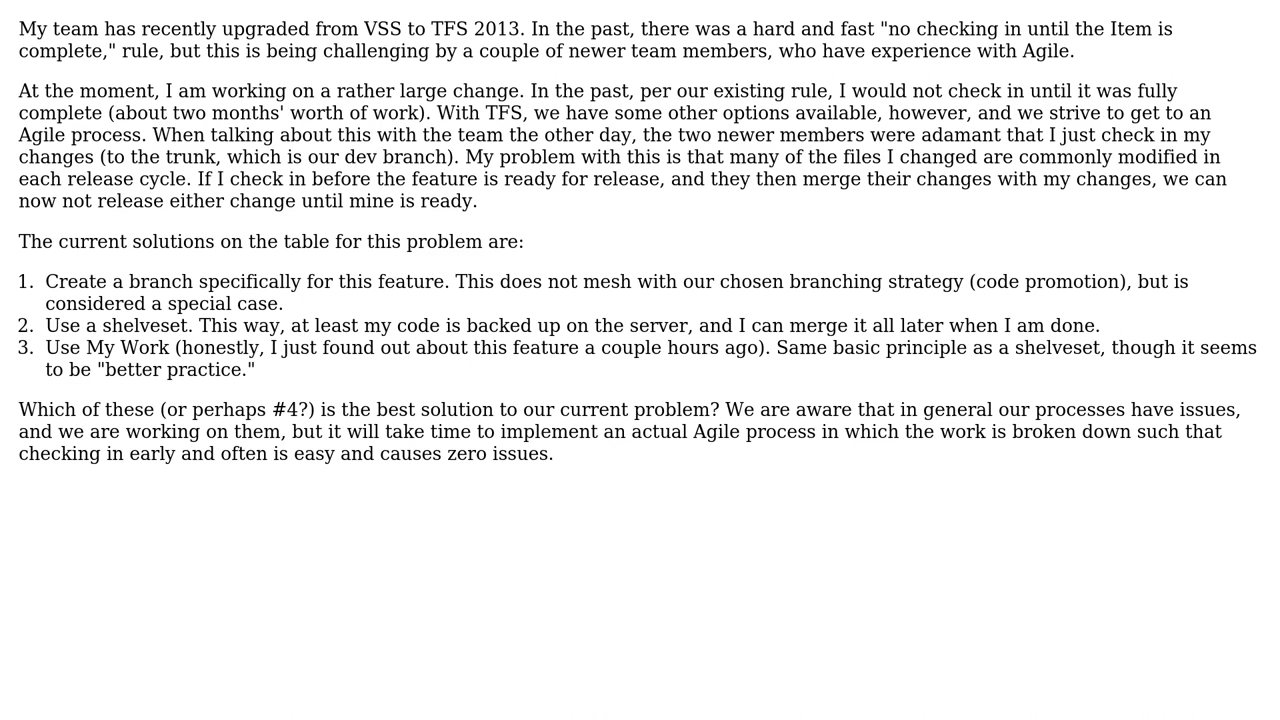 My team has recently upgraded from VSS to TFS 2013. In the past, there was a hard and fast "no checking in until the Item is
complete," rule, but this is being challenging by a couple of newer team members, who have experience with Agile.
At the moment, I am working on a rather large change. In the past, per our existing rule, I would not check in until it was fully
complete (about two months' worth of work). With TFS, we have some other options available, however, and we strive to get to an
Agile process. When talking about this with the team the other day, the two newer members were adamant that I just check in my
changes (to the trunk, which is our dev branch). My problem with this is that many of the files I changed are commonly modified in
each release cycle. If I check in before the feature is ready for release, and they then merge their changes with my changes, we can
now not release either change until mine is ready.
The current solutions on the table for this problem are:
1. Create a branch specifically for this feature. This does not mesh with our chosen branching strategy (code promotion), but is
considered a special case.
2. Use a shelveset. This way, at least my code is backed up on the server, and I can merge it all later when I am done.
3. Use My Work (honestly, I just found out about this feature a couple hours ago). Same basic principle as a shelveset, though it seems
to be "better practice."
Which of these (or perhaps #4?) is the best solution to our current problem? We are aware that in general our processes have issues,
and we are working on them, but it will take time to implement an actual Agile process in which the work is broken down such that
checking in early and often is easy and causes zero issues.